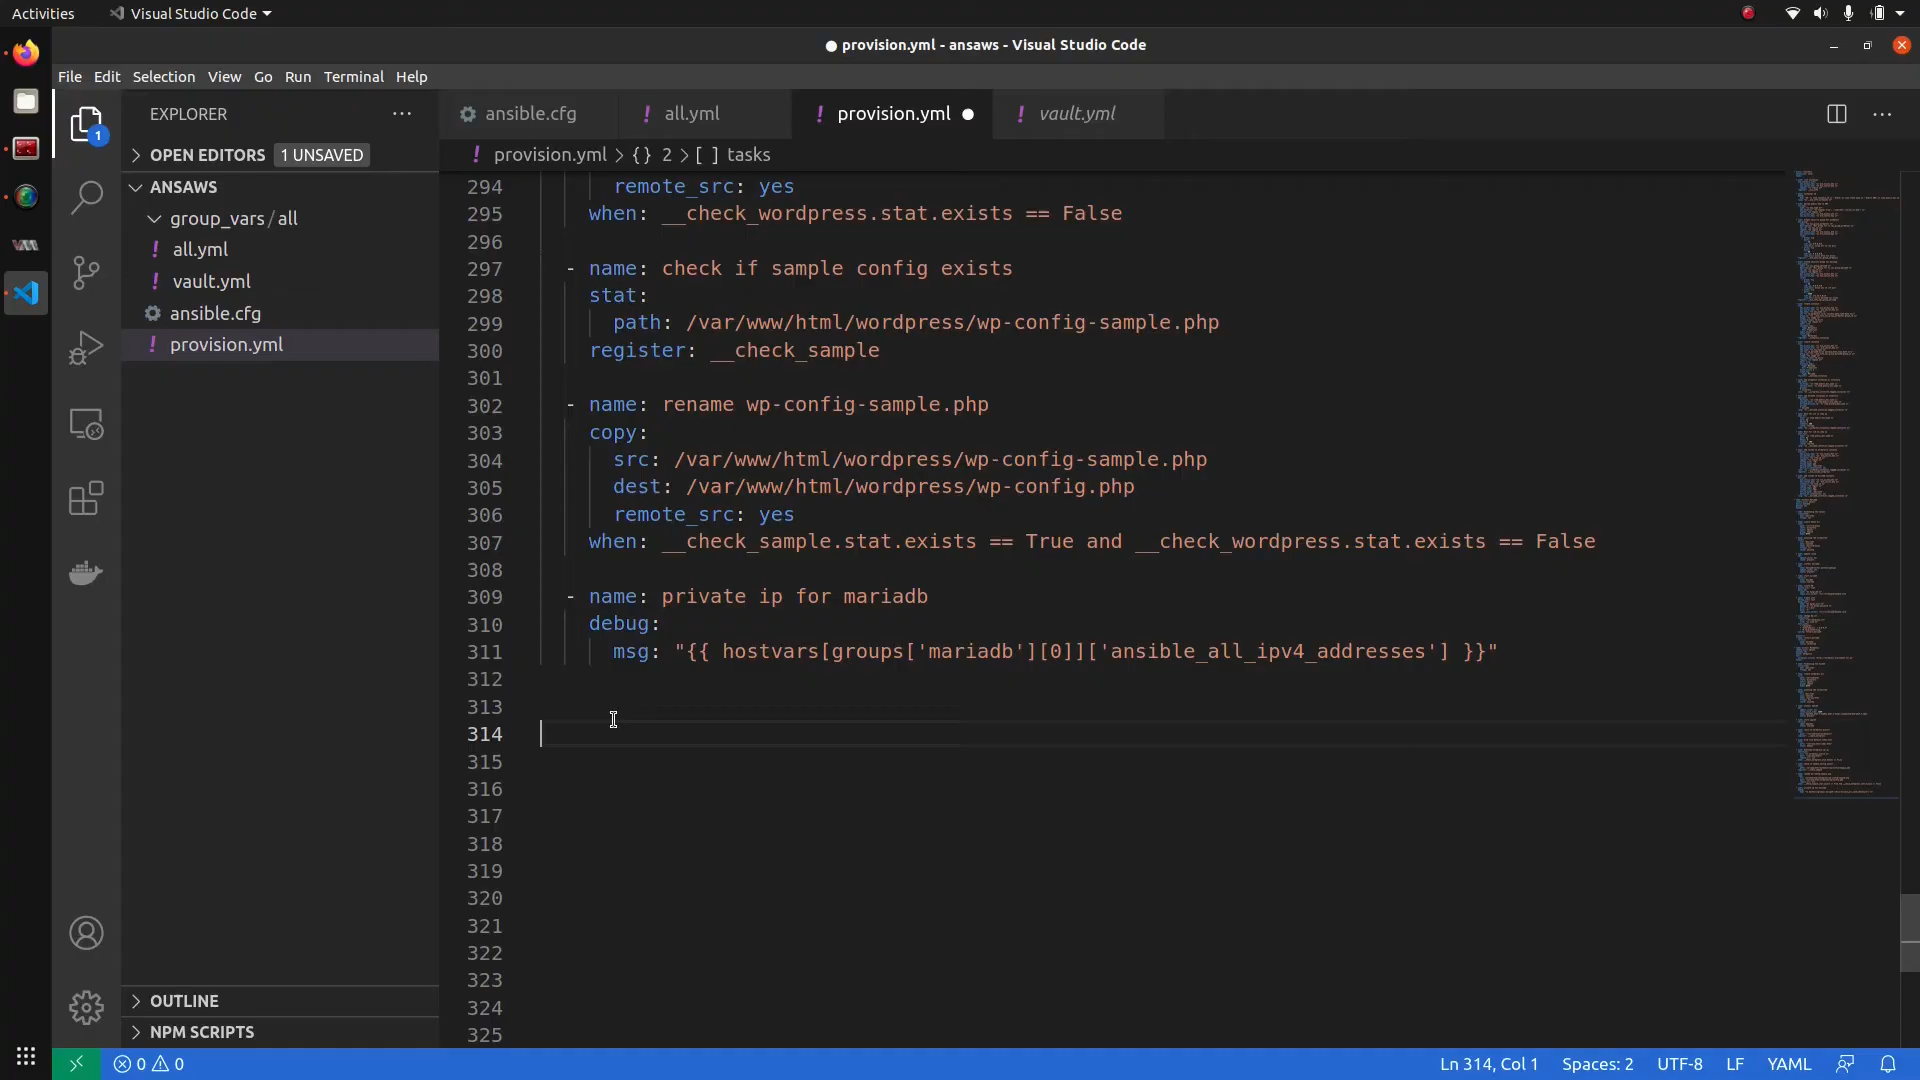 Activities
Visual Studio Code
provision.yml - ansaws - Visual Studio Code
File Edit Selection View Go Run Terminal Help
1
EXPLORER
OPEN EDITORS 1 UNSAVED
ANSAWS
group_vars/all
! all.yml
! vault.yml
ansible.cfg
! provision.yml
OUTLINE
NPM SCRIPTS
ansible.cfg
! all.yml
! provision.yml
! vault.yml
! provision.yml > {} 2 > [ ] tasks
294 remote_src: yes
295 when: __check_wordpress.stat.exists == False
296
297 - name: check if sample config exists
298 stat:
299 path: /var/www/html/wordpress/wp-config-sample.php
300 register: __check_sample
301
302 - name: rename wp-config-sample.php
303 copy:
304 src: /var/www/html/wordpress/wp-config-sample.php
305 dest: /var/www/html/wordpress/wp-config.php
306 remote_src: yes
307 when: __check_sample.stat.exists == True and __check_wordpress.stat.exists == False
308
309 - name: private ip for mariadb
310 debug:
311 msg: "{{ hostvars[groups['mariadb'][0]]['ansible_all_ipv4_addresses'] }}"
312
313
314
315
316
317
318
319
320
321
322
323
324
325
0 0
Ln 314, Col 1
Spaces: 2
UTF-8
LF
YAML